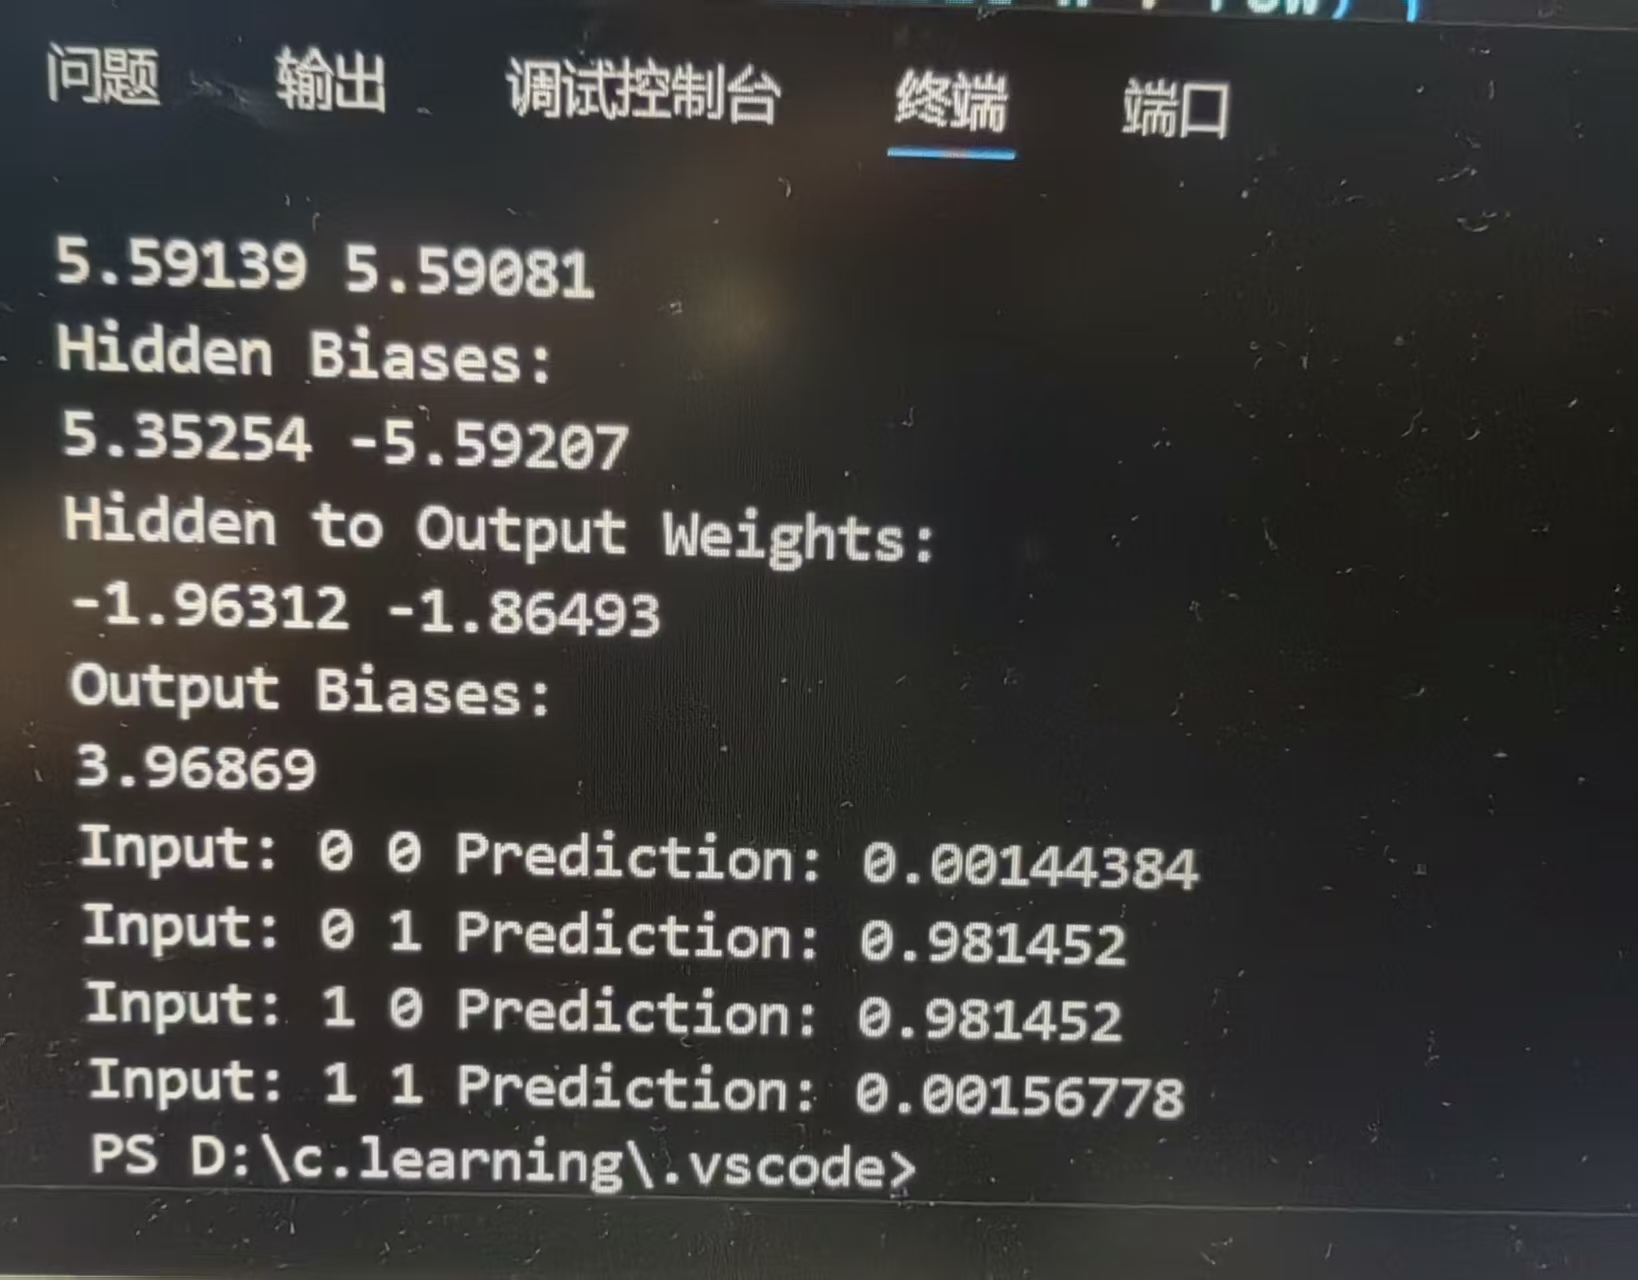 问题 输出 调试控制台 终端 端口
5.59139 5.59081
Hidden Biases:
5.35254 -5.59207
Hidden to Output Weights:
-1.96312 -1.86493
Output Biases:
3.96869
Input: 0 0 Prediction: 0.00144384
Input: 0 1 Prediction: 0.981452
Input: 1 0 Prediction: 0.981452
Input: 1 1 Prediction: 0.00156778
PS D:\c.learning\.vscode>